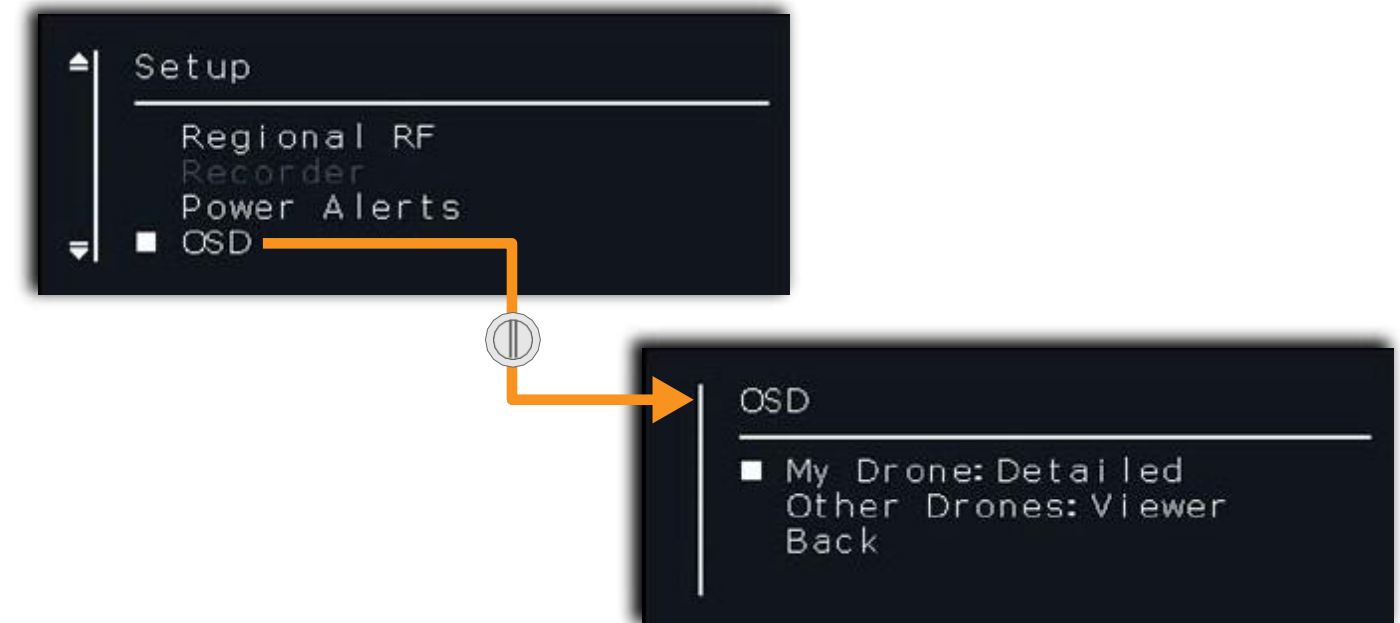 Setup
Regional RF
Recorder
Power Alerts
OSD
OSD
My Drone:Detailed
Other Drones:Viewer
Back